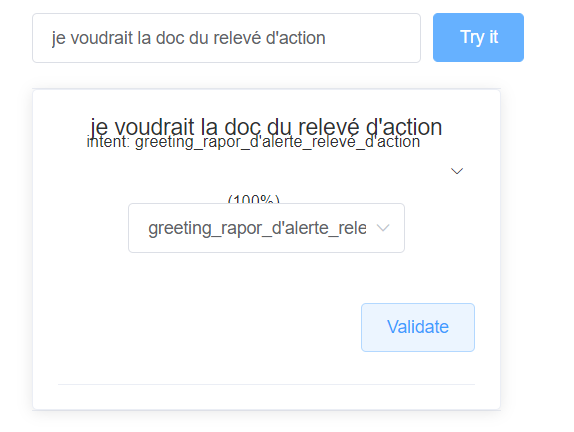 je voudrait la doc du relevé d'action
Try it
je voudrait la doc du relevé d'action
intent: greeting_rapor_d'alerte_relevé_d'action
(100%)
greeting_rapor_d'alerte_rele
Validate